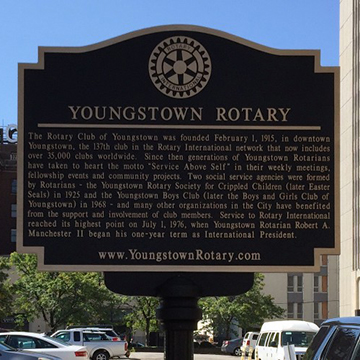 ROTARY
INTERNATIONAL
YOUNGSTOWN ROTARY
The Rotary Club of Youngstown was founded February 1, 1915, in downtown
Youngstown, the 137th club in the Rotary International network that now includes
over 35,000 clubs worldwide. Since then generations of Youngstown Rotarians
have taken to heart the motto "Service Above Self" in their weekly meetings,
fellowship events and community projects. Two social service agencies were formed
by Rotarians - the Youngstown Rotary Society for Crippled Children (later Easter
Seals) in 1925 and the Youngstown Boys Club (later the Boys and Girls Club of
Youngstown) in 1968 - and many other organizations in the City have benefited
from the support and involvement of club members. Service to Rotary International
reached its highest point on July 1, 1976, when Youngstown Rotarian Robert A.
Manchester II began his one-year term as International President.
www.YoungstownRotary.com